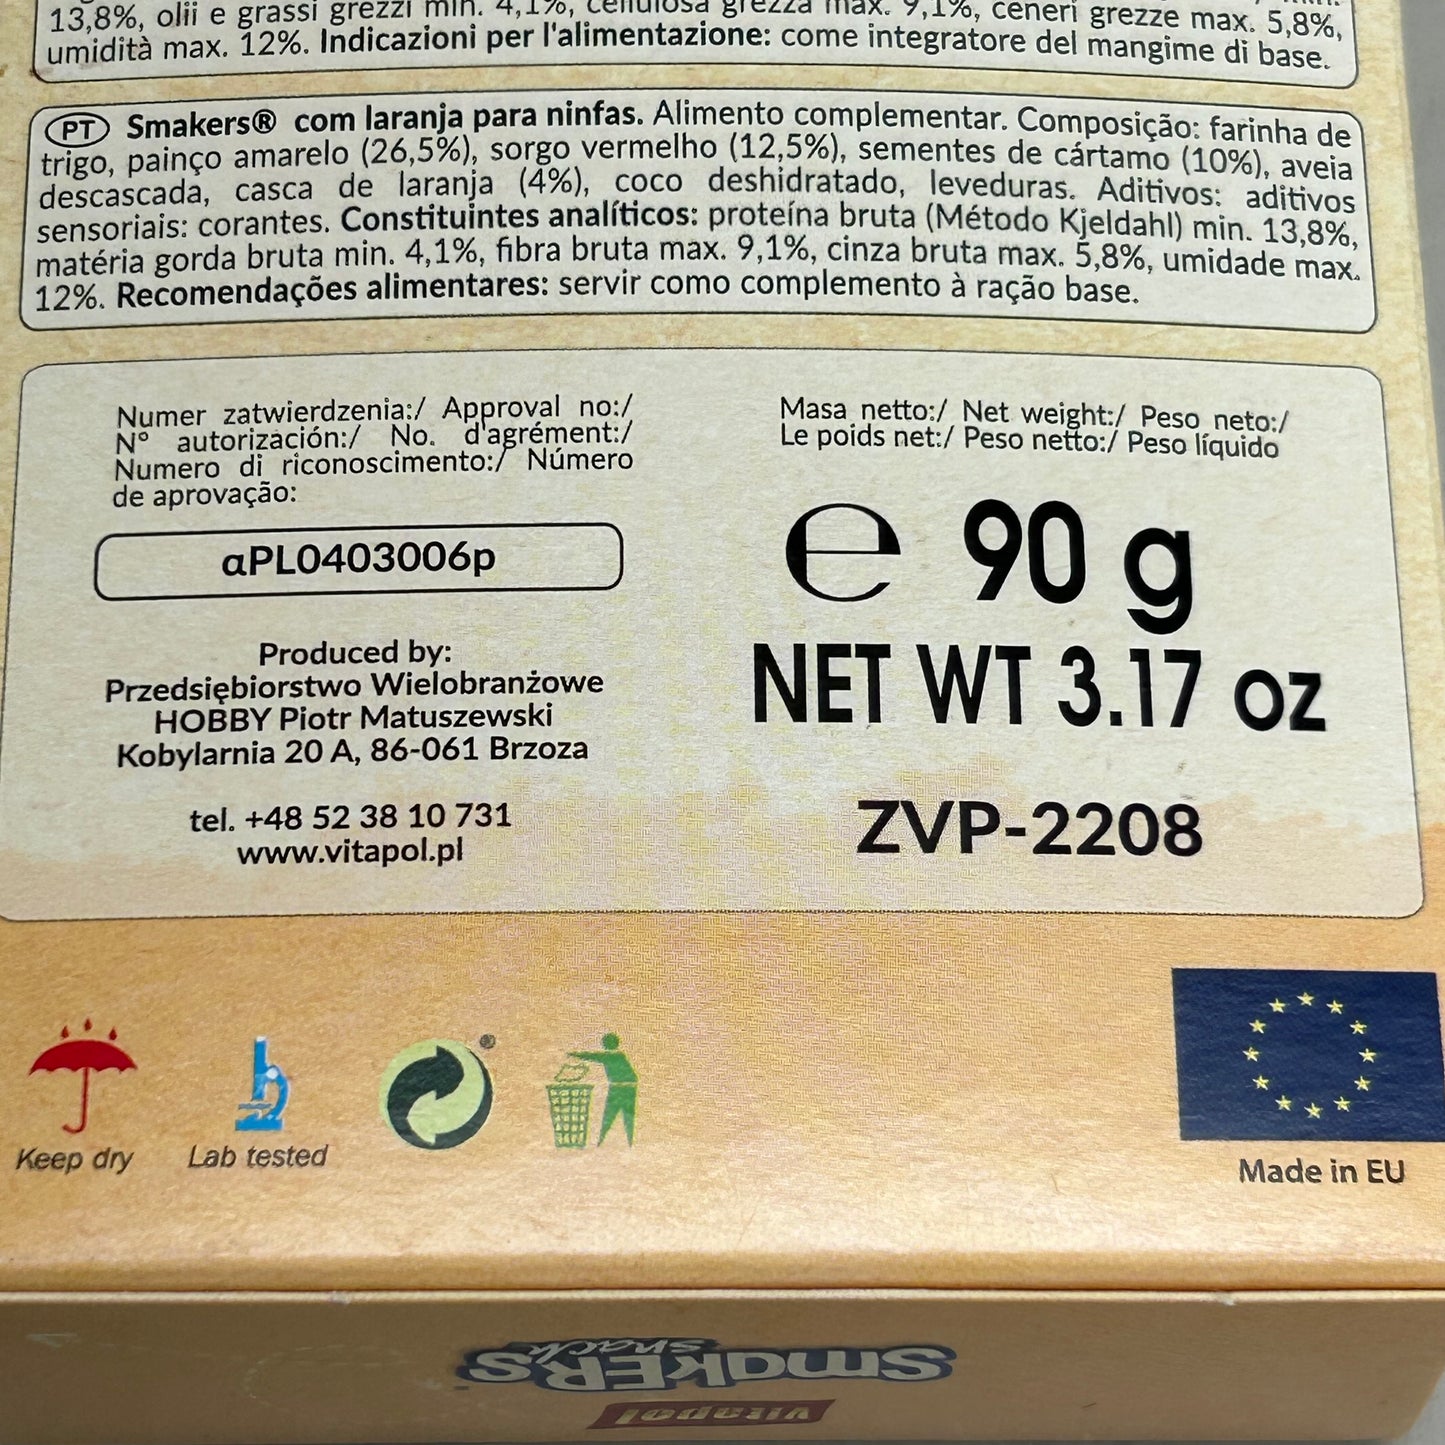 13,8%, olii e grassi grezzi min. 4,1%, cellulosa grezza max. 9,1%, ceneri grezze max. 5,8%,
umidità max. 12%. Indicazioni per l'alimentazione: come integratore del mangime di base.
PT Smakers® com laranja para ninfas. Alimento complementar. Composição: farinha de
trigo, painço amarelo (26,5%), sorgo vermelho (12,5%), sementes de cártamo (10%), aveia
descascada, casca de laranja (4%), coco deshidratado, leveduras. Aditivos: aditivos
sensoriais: corantes. Constituintes analíticos: proteína bruta (Método Kjeldahl) min. 13,8%,
matéria gorda bruta min. 4,1%, fibra bruta max. 9,1%, cinza bruta max. 5,8%, umidade max.
12%. Recomendações alimentares: servir como complemento à ração base.
Numer zatwierdzenia:/ Approval no:/
N° autorización:/ No. d'agrément:/
Numero di riconoscimento:/ Número
de aprovação:
αPL0403006p
Produced by:
Przedsiębiorstwo Wielobranżowe
HOBBY Piotr Matuszewski
Kobylarnia 20 A, 86-061 Brzoza
tel. +48 52 38 10 731
www.vitapol.pl
Masa netto:/ Net weight:/ Peso neto:/
Le poids net:/ Peso netto:/ Peso líquido
e 90 g
NET WT 3.17 oz
ZVP-2208
Keep dry
Lab tested
®
Made in EU
snack
SmakeRS
vitapol